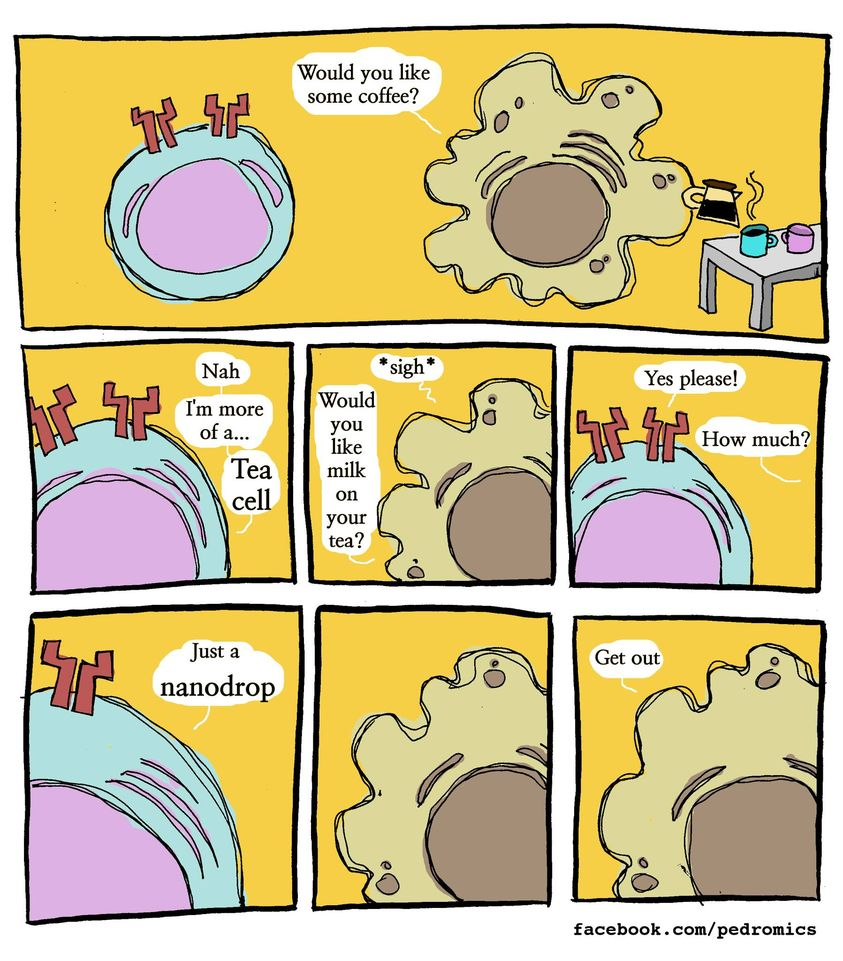 Would you like
some coffee?
Nah
I'm more
of a...
Tea
cell
*sigh*
Would
you
like
milk
on
your
tea?
Yes please!
How much?
Just a
nanodrop
Get out
facebook.com/pedromics